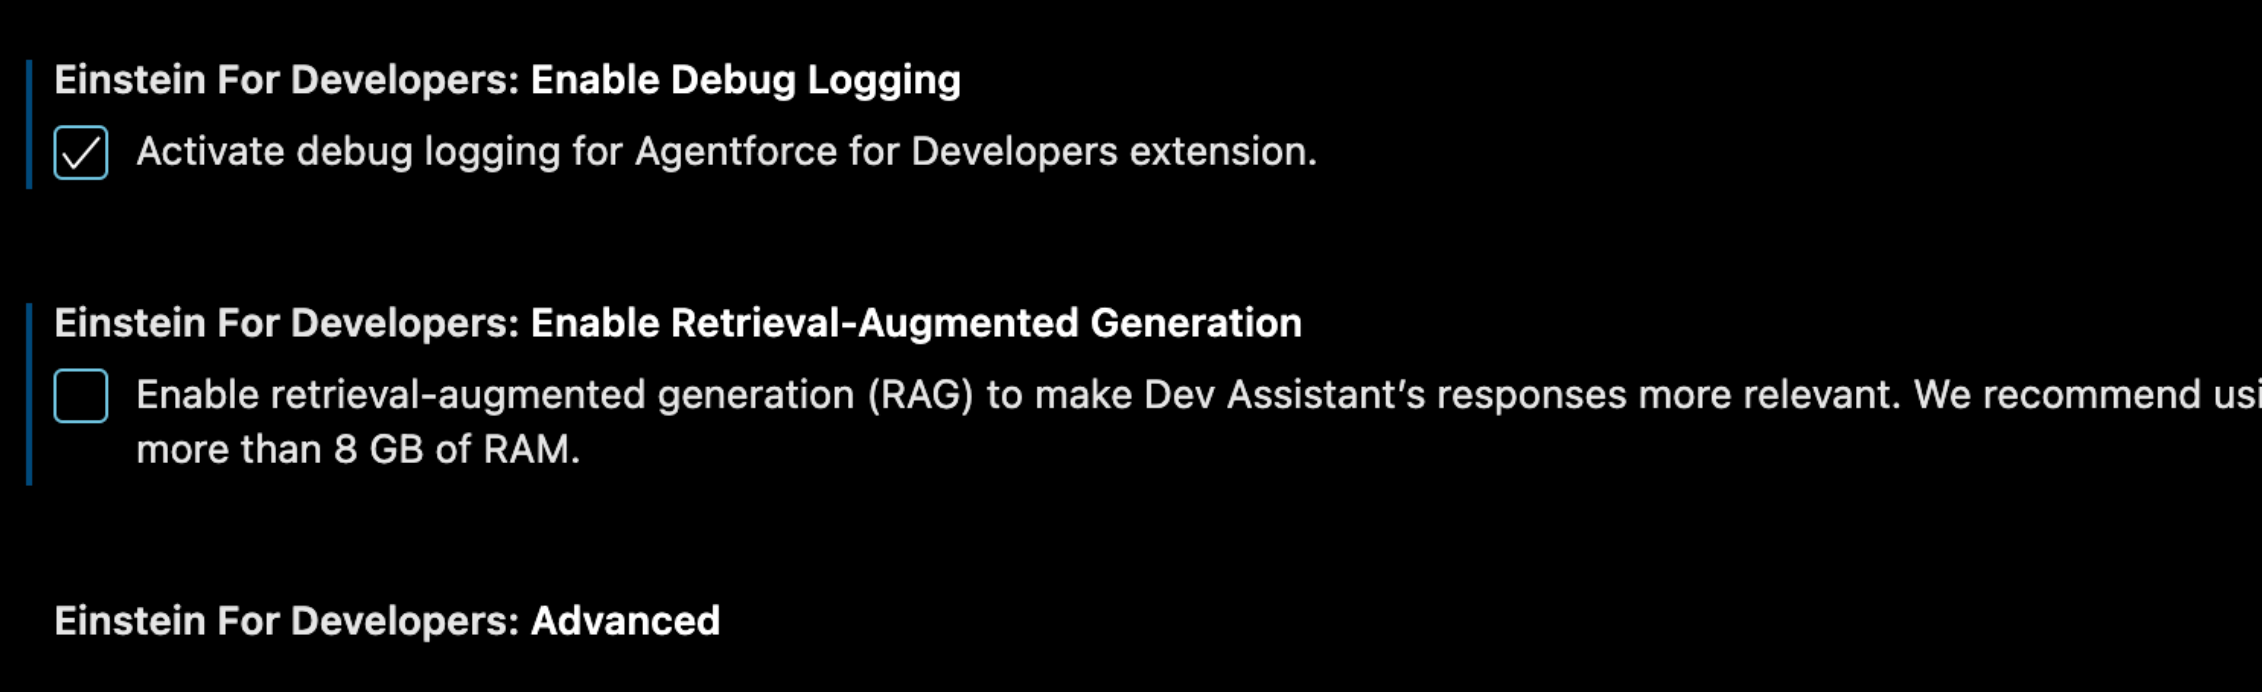 Einstein For Developers: Enable Debug Logging
Activate debug logging for Agentforce for Developers extension.
Einstein For Developers: Enable Retrieval-Augmented Generation
Enable retrieval-augmented generation (RAG) to make Dev Assistant’s responses more relevant. We recommend
more than 8 GB of RAM.
Einstein For Developers: Advanced